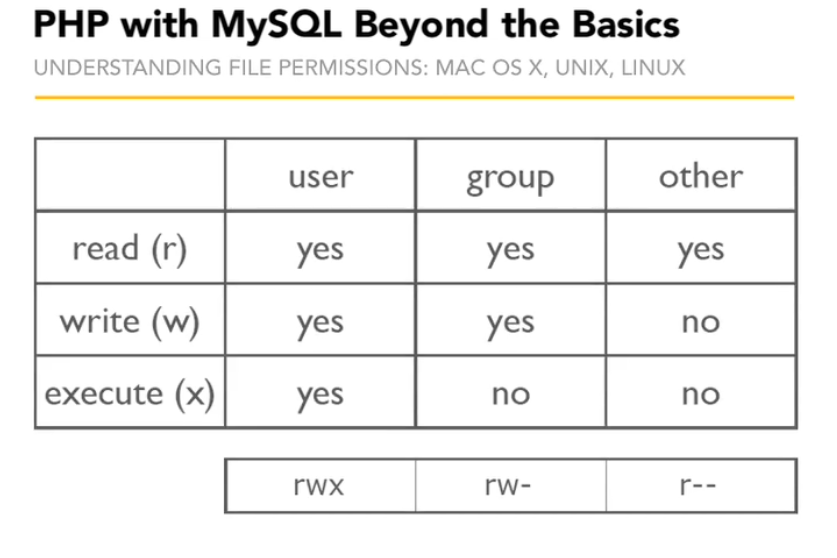 PHP with MySQL Beyond the Basics
UNDERSTANDING FILE PERMISSIONS: MAC OS X, UNIX, LINUX
user group other
read (r) yes yes yes
write (w) yes yes no
execute (x) yes no no
rwx rw- r--